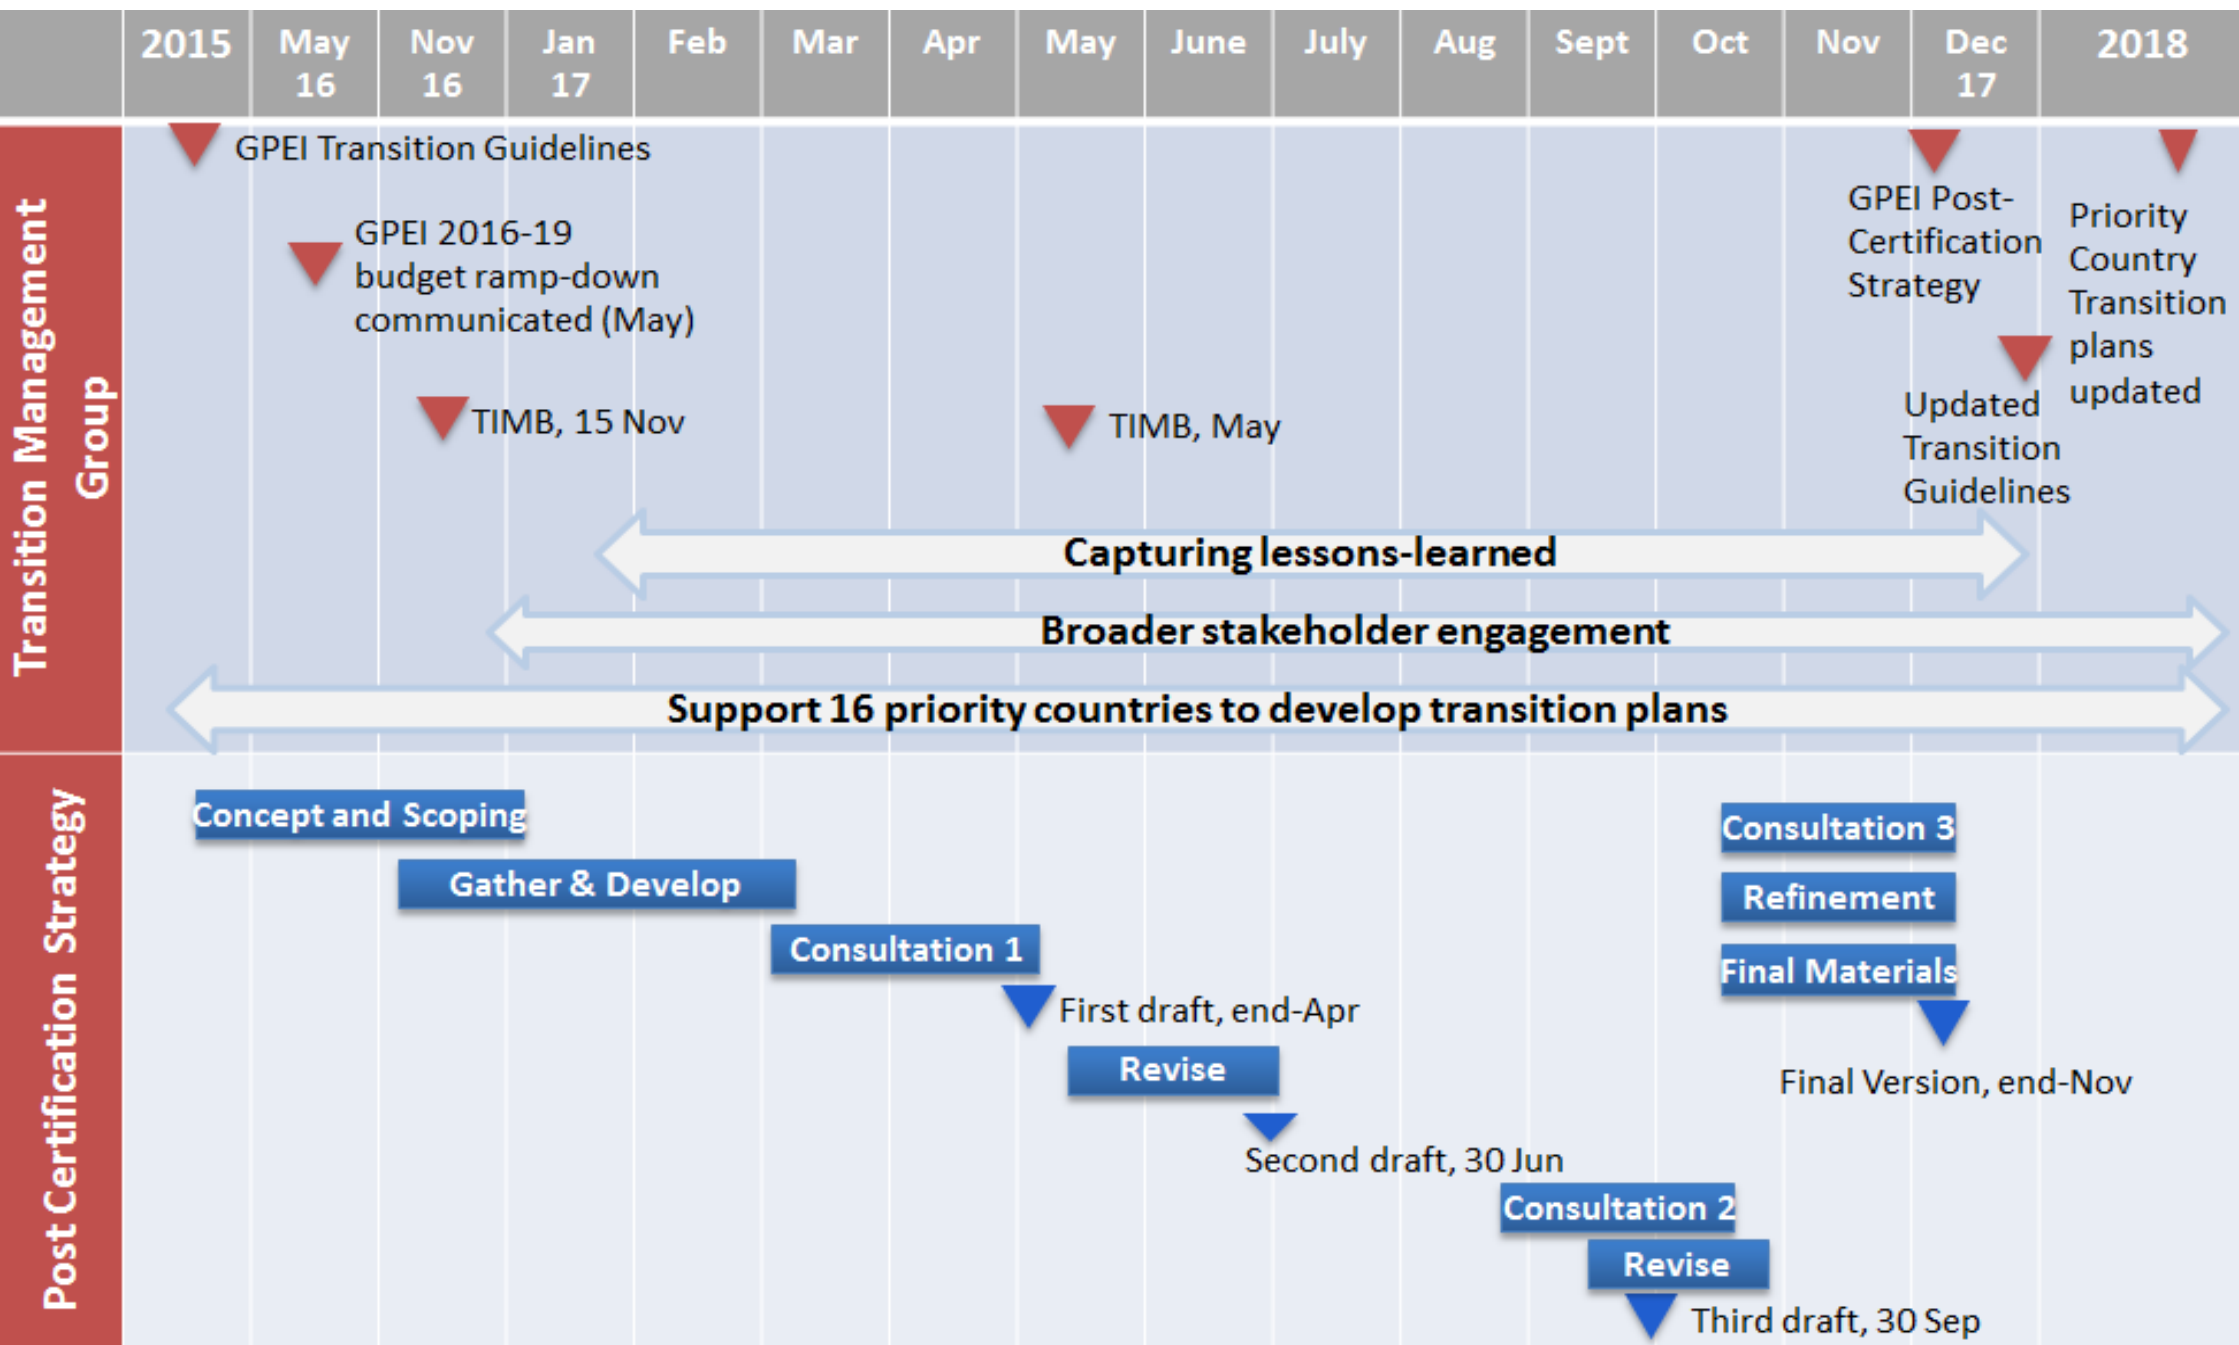 2015 May Nov Jan Feb Mar Apr May June July Aug Sept Oct Nov Dec 2018
16 16 17 17
Transition Management
Group
GPEI Transition Guidelines
GPEI 2016-19
budget ramp-down
communicated (May)
TIMB, 15 Nov
TIMB, May
GPEI Post-
Certification
Strategy
Priority
Country
Transition
plans
updated
Updated
Transition
Guidelines
Capturing lessons-learned
Broader stakeholder engagement
Support 16 priority countries to develop transition plans
Post Certification Strategy
Concept and Scoping
Gather & Develop
Consultation 1
First draft, end-Apr
Revise
Second draft, 30 Jun
Consultation 2
Revise
Third draft, 30 Sep
Consultation 3
Refinement
Final Materials
Final Version, end-Nov